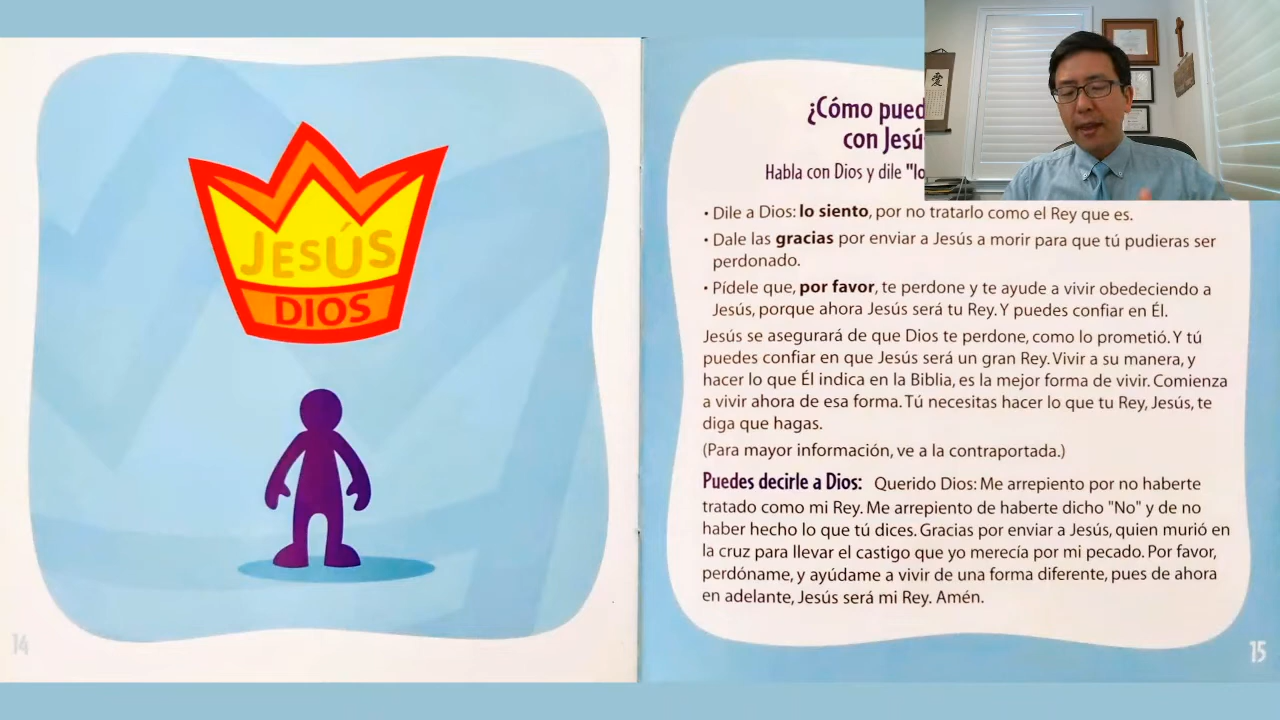 JESÚS
DIOS
14
¿Cómo
con
Habla con Dios y dile
• Dile a Dios: lo siento, por no tratarlo como el Rey que es.
• Dale las gracias por enviar a Jesús a morir para que tú pudieras ser
perdonado.
• Pídele que, por favor, te perdone y te ayude a vivir obedeciendo a
Jesús, porque ahora Jesús será tu Rey. Y puedes confiar en Él.
Jesús se asegurará de que Dios te perdone, como lo prometió. Y tú
puedes confiar en que Jesús será un gran Rey. Vivir a su manera, y
hacer lo que Él indica en la Biblia, es la mejor forma de vivir. Comienza
a vivir ahora de esa forma. Tú necesitas hacer lo que tu Rey, Jesús, te
diga que hagas.
(Para mayor información, ve a la contraportada.)
Puedes decirle a Dios: Querido Dios: Me arrepiento por no haberte
tratado como mi Rey. Me arrepiento de haberte dicho "No" y de no
haber hecho lo que tú dices. Gracias por enviar a Jesús, quien murió en
la cruz para llevar el castigo que yo merecía por mi pecado. Por favor,
perdóname, y ayúdame a vivir de una forma diferente, pues de ahora
en adelante, Jesús será mi Rey. Amén.
15
愛